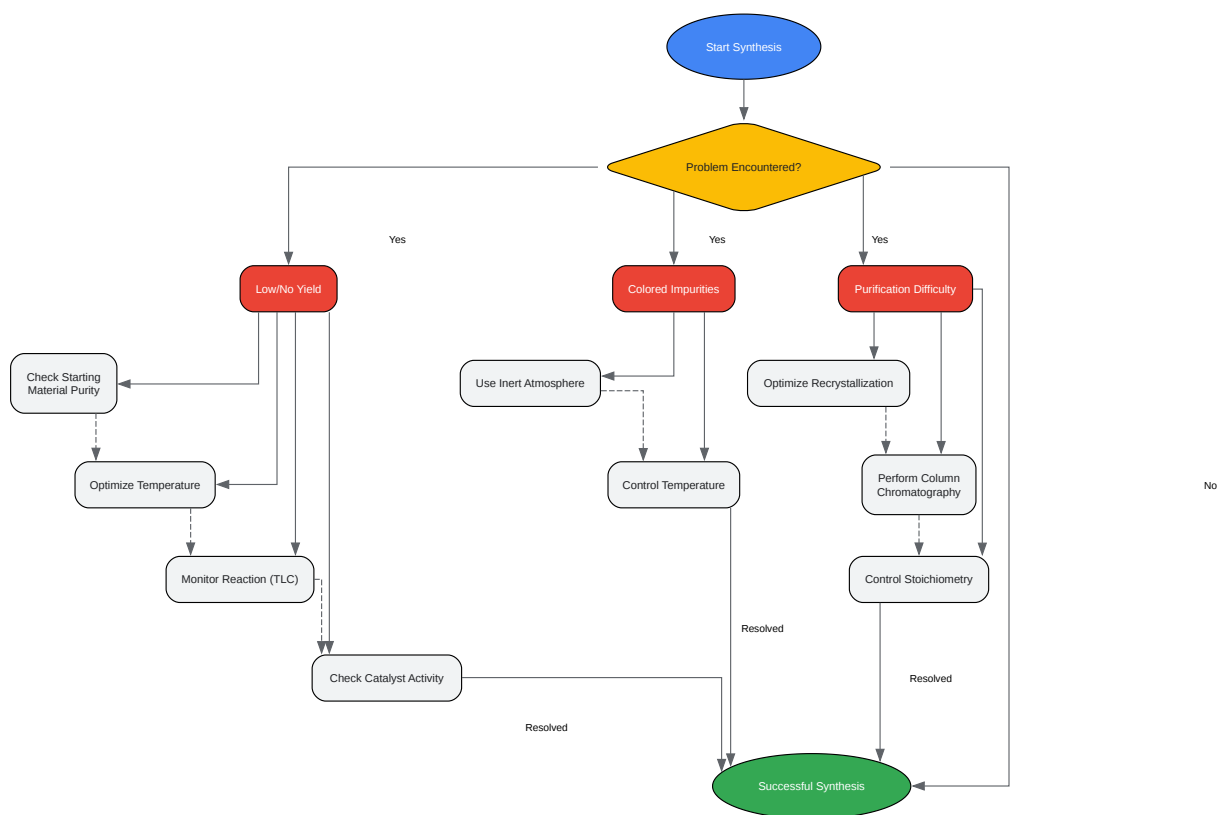 Start Synthesis
Problem Encountered?
Yes
Yes
Yes
Low/No Yield
Colored Impurities
Purification Difficulty
Check Starting
Material Purity
Use Inert Atmosphere
Optimize Recrystallization
Optimize Temperature
Control Temperature
Perform Column
Chromatography
No
Monitor Reaction (TLC)
Control Stoichiometry
Resolved
Check Catalyst Activity
Resolved
Resolved
Successful Synthesis